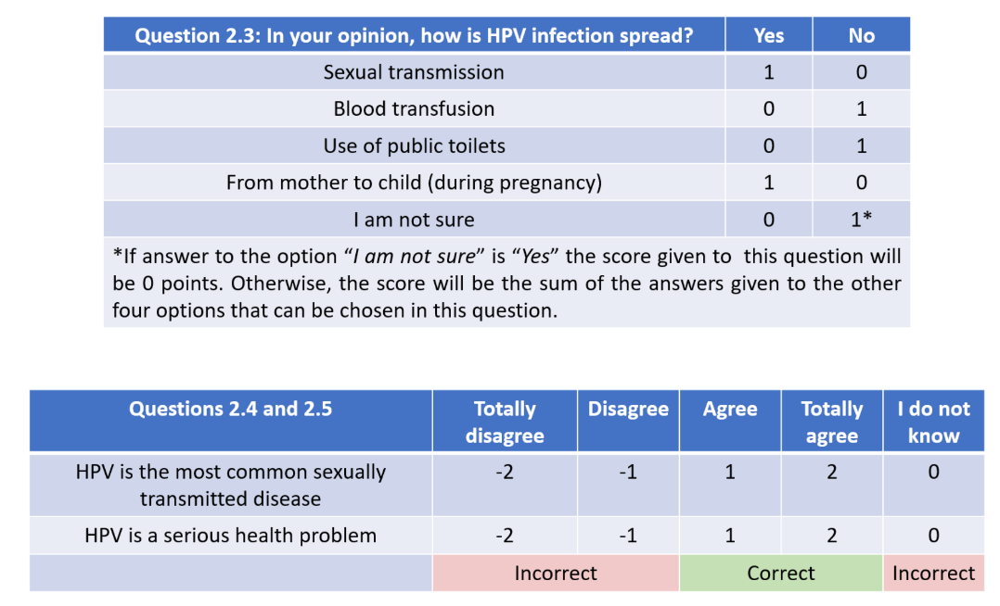 Question 2.3: In your opinion, how is HPV infection spread? Yes No
Sexual transmission 1 0
Blood transfusion 0 1
Use of public toilets 0 1
From mother to child (during pregnancy) 1 0
I am not sure 0 1*
*If answer to the option “I am not sure” is “Yes” the score given to this question will
be 0 points. Otherwise, the score will be the sum of the answers given to the other
four options that can be chosen in this question.
Questions 2.4 and 2.5 Totally disagree Disagree Agree Totally agree I do not know
HPV is the most common sexually transmitted disease -2 -1 1 2 0
HPV is a serious health problem -2 -1 1 2 0
Incorrect Correct Incorrect